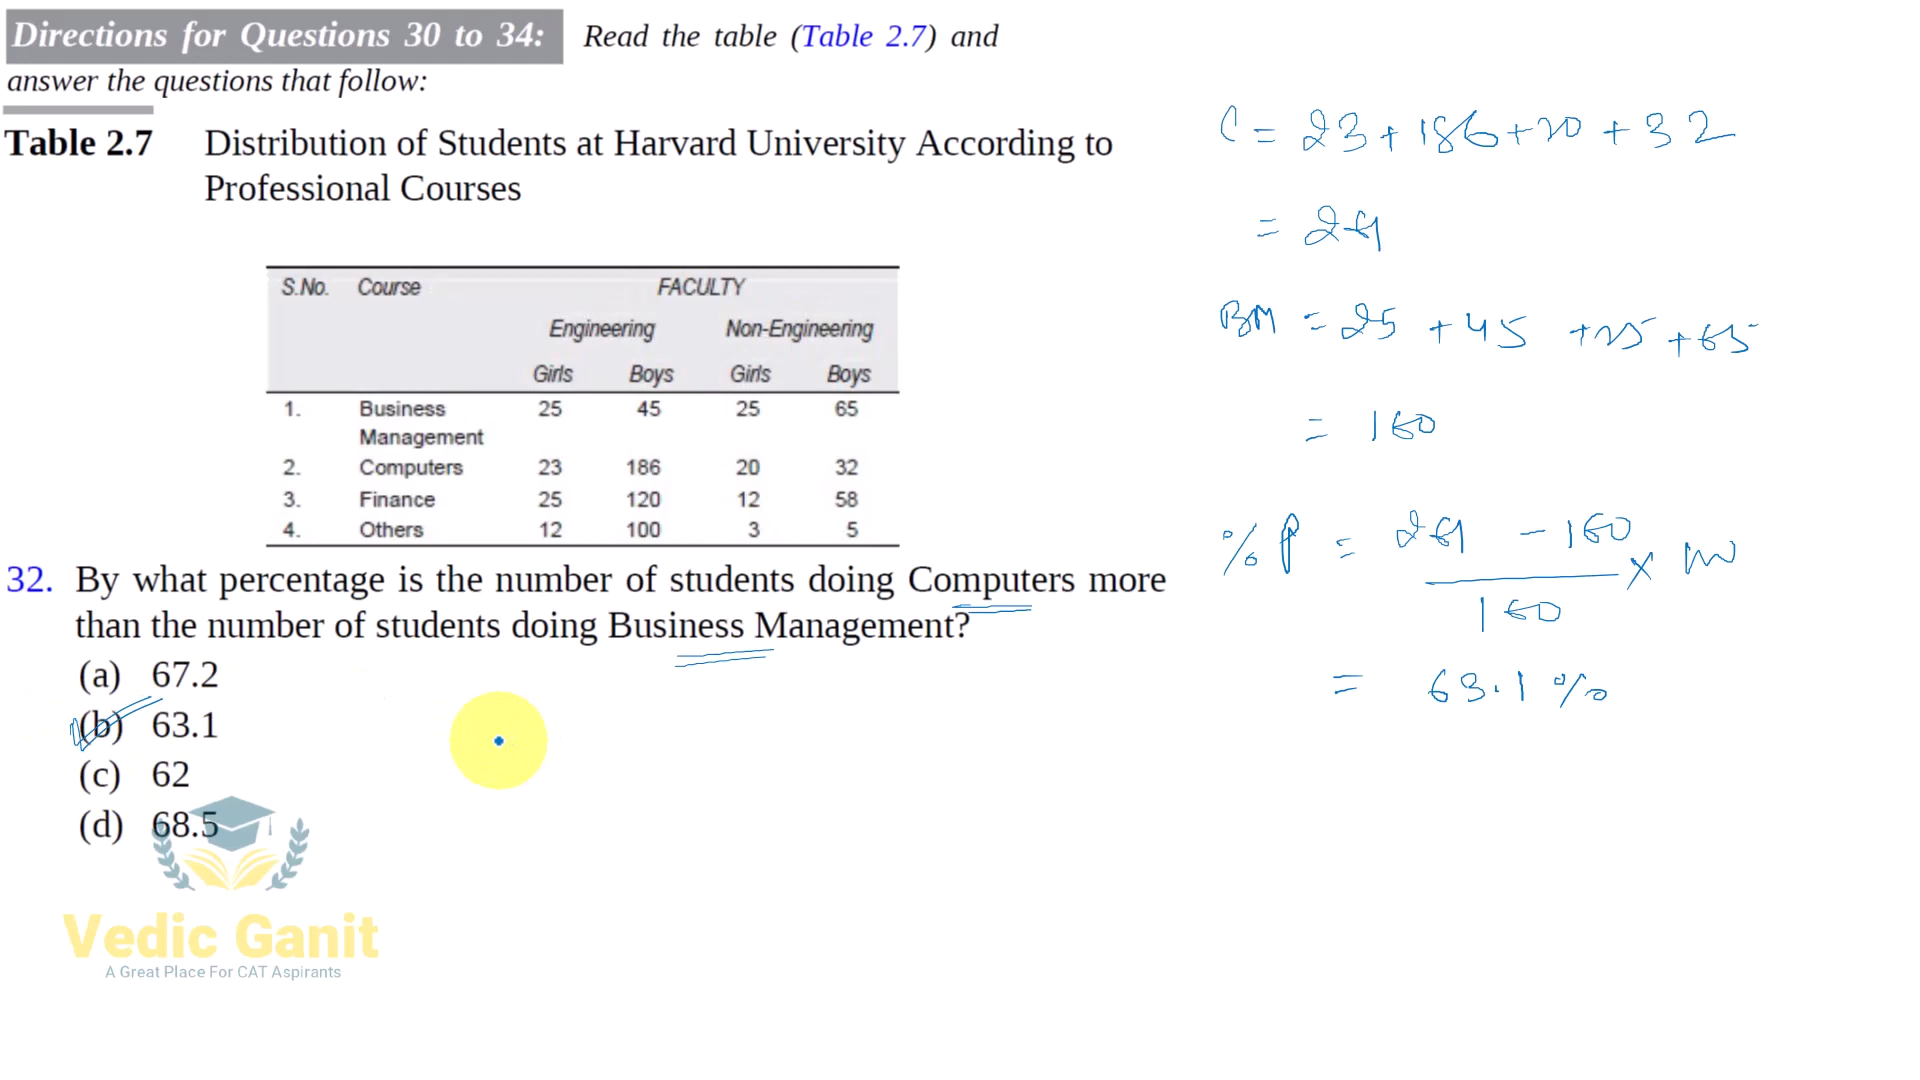 Directions for Questions 30 to 34: Read the table (Table 2.7) and
answer the questions that follow:
Table 2.7 Distribution of Students at Harvard University According to
Professional Courses
S.No. Course FACULTY
Engineering Non-Engineering
Girls Boys Girls Boys
1. Business Management 25 45 25 65
2. Computers 23 186 20 32
3. Finance 25 120 12 58
4. Others 12 100 3 5
32. By what percentage is the number of students doing Computers more
than the number of students doing Business Management?
(a) 67.2
(b) 63.1
(c) 62
(d) 68.5
Vedic Ganit
A Great Place For CAT Aspirants
C = 23 + 186 + 20 + 32
= 261
BM = 25 + 45 + 25 + 65
= 160
% P = 261 - 160
160
× 100
= 63.1 %